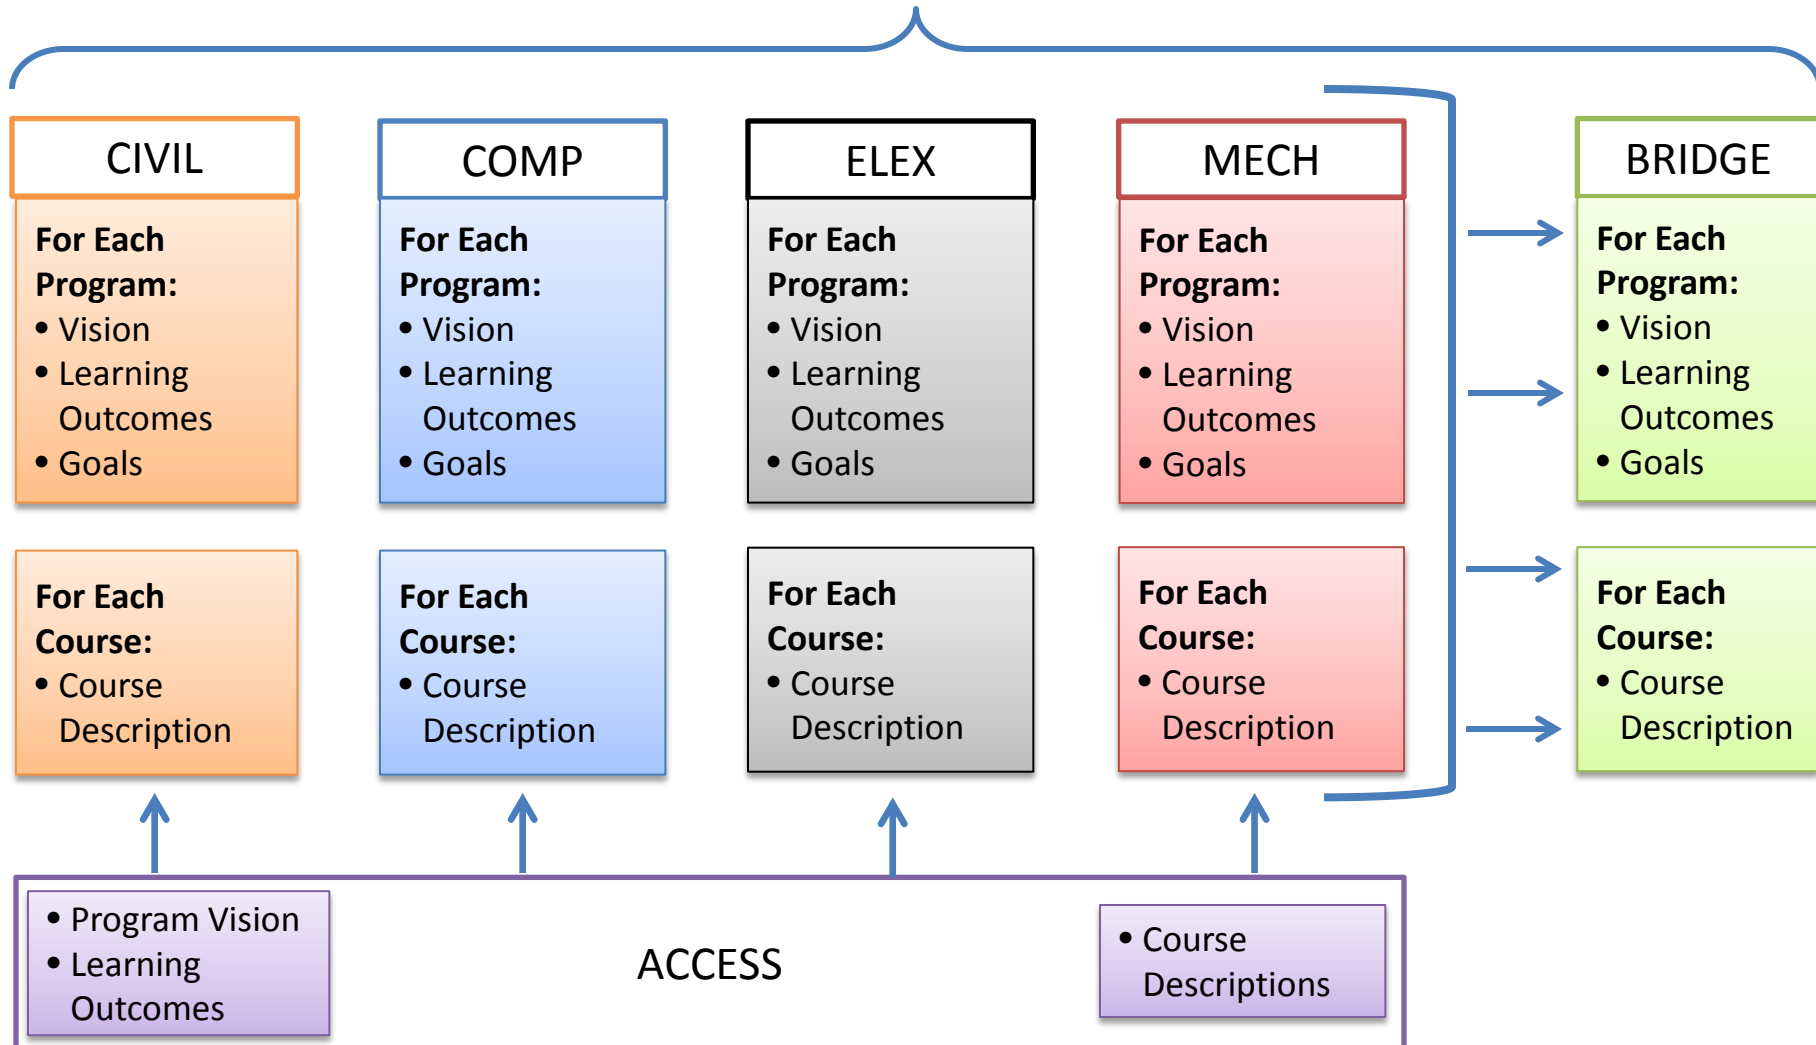 CIVIL
For Each
Program:
• Vision
• Learning
Outcomes
• Goals
For Each
Course:
• Course
Description
COMP
For Each
Program:
• Vision
• Learning
Outcomes
• Goals
For Each
Course:
• Course
Description
ELEX
For Each
Program:
• Vision
• Learning
Outcomes
• Goals
For Each
Course:
• Course
Description
MECH
For Each
Program:
• Vision
• Learning
Outcomes
• Goals
For Each
Course:
• Course
Description
BRIDGE
For Each
Program:
• Vision
• Learning
Outcomes
• Goals
For Each
Course:
• Course
Description
• Program Vision
• Learning
Outcomes
ACCESS
• Course
Descriptions